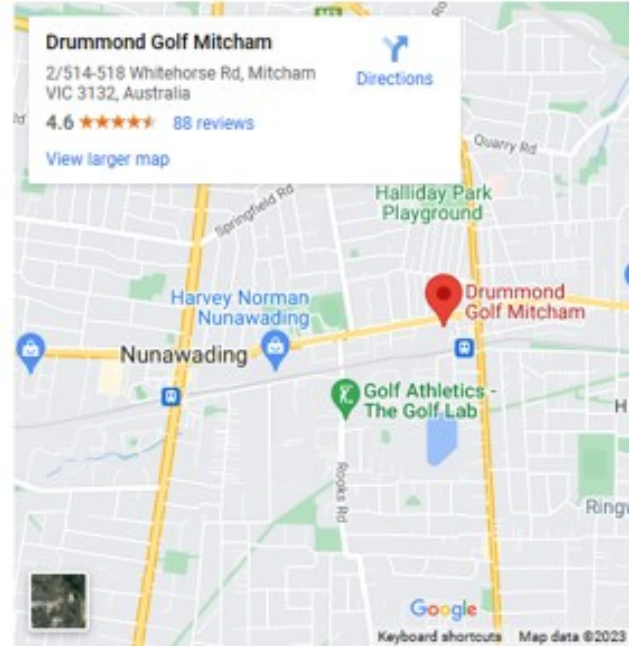 Drummond Golf Mitcham
2/514-518 Whitehorse Rd, Mitcham
VIC 3132, Australia
4.6
88 reviews
View larger map
Directions
Quarry Rd
Halliday Park
Playground
Springfield Rd
Harvey Norman
Nunawading
Drummond
Golf Mitcham
Nunawading
Golf Athletics -
The Golf Lab
H
Rooks Rd
Ringw
Google
Keyboard shortcuts
Map data ©2023